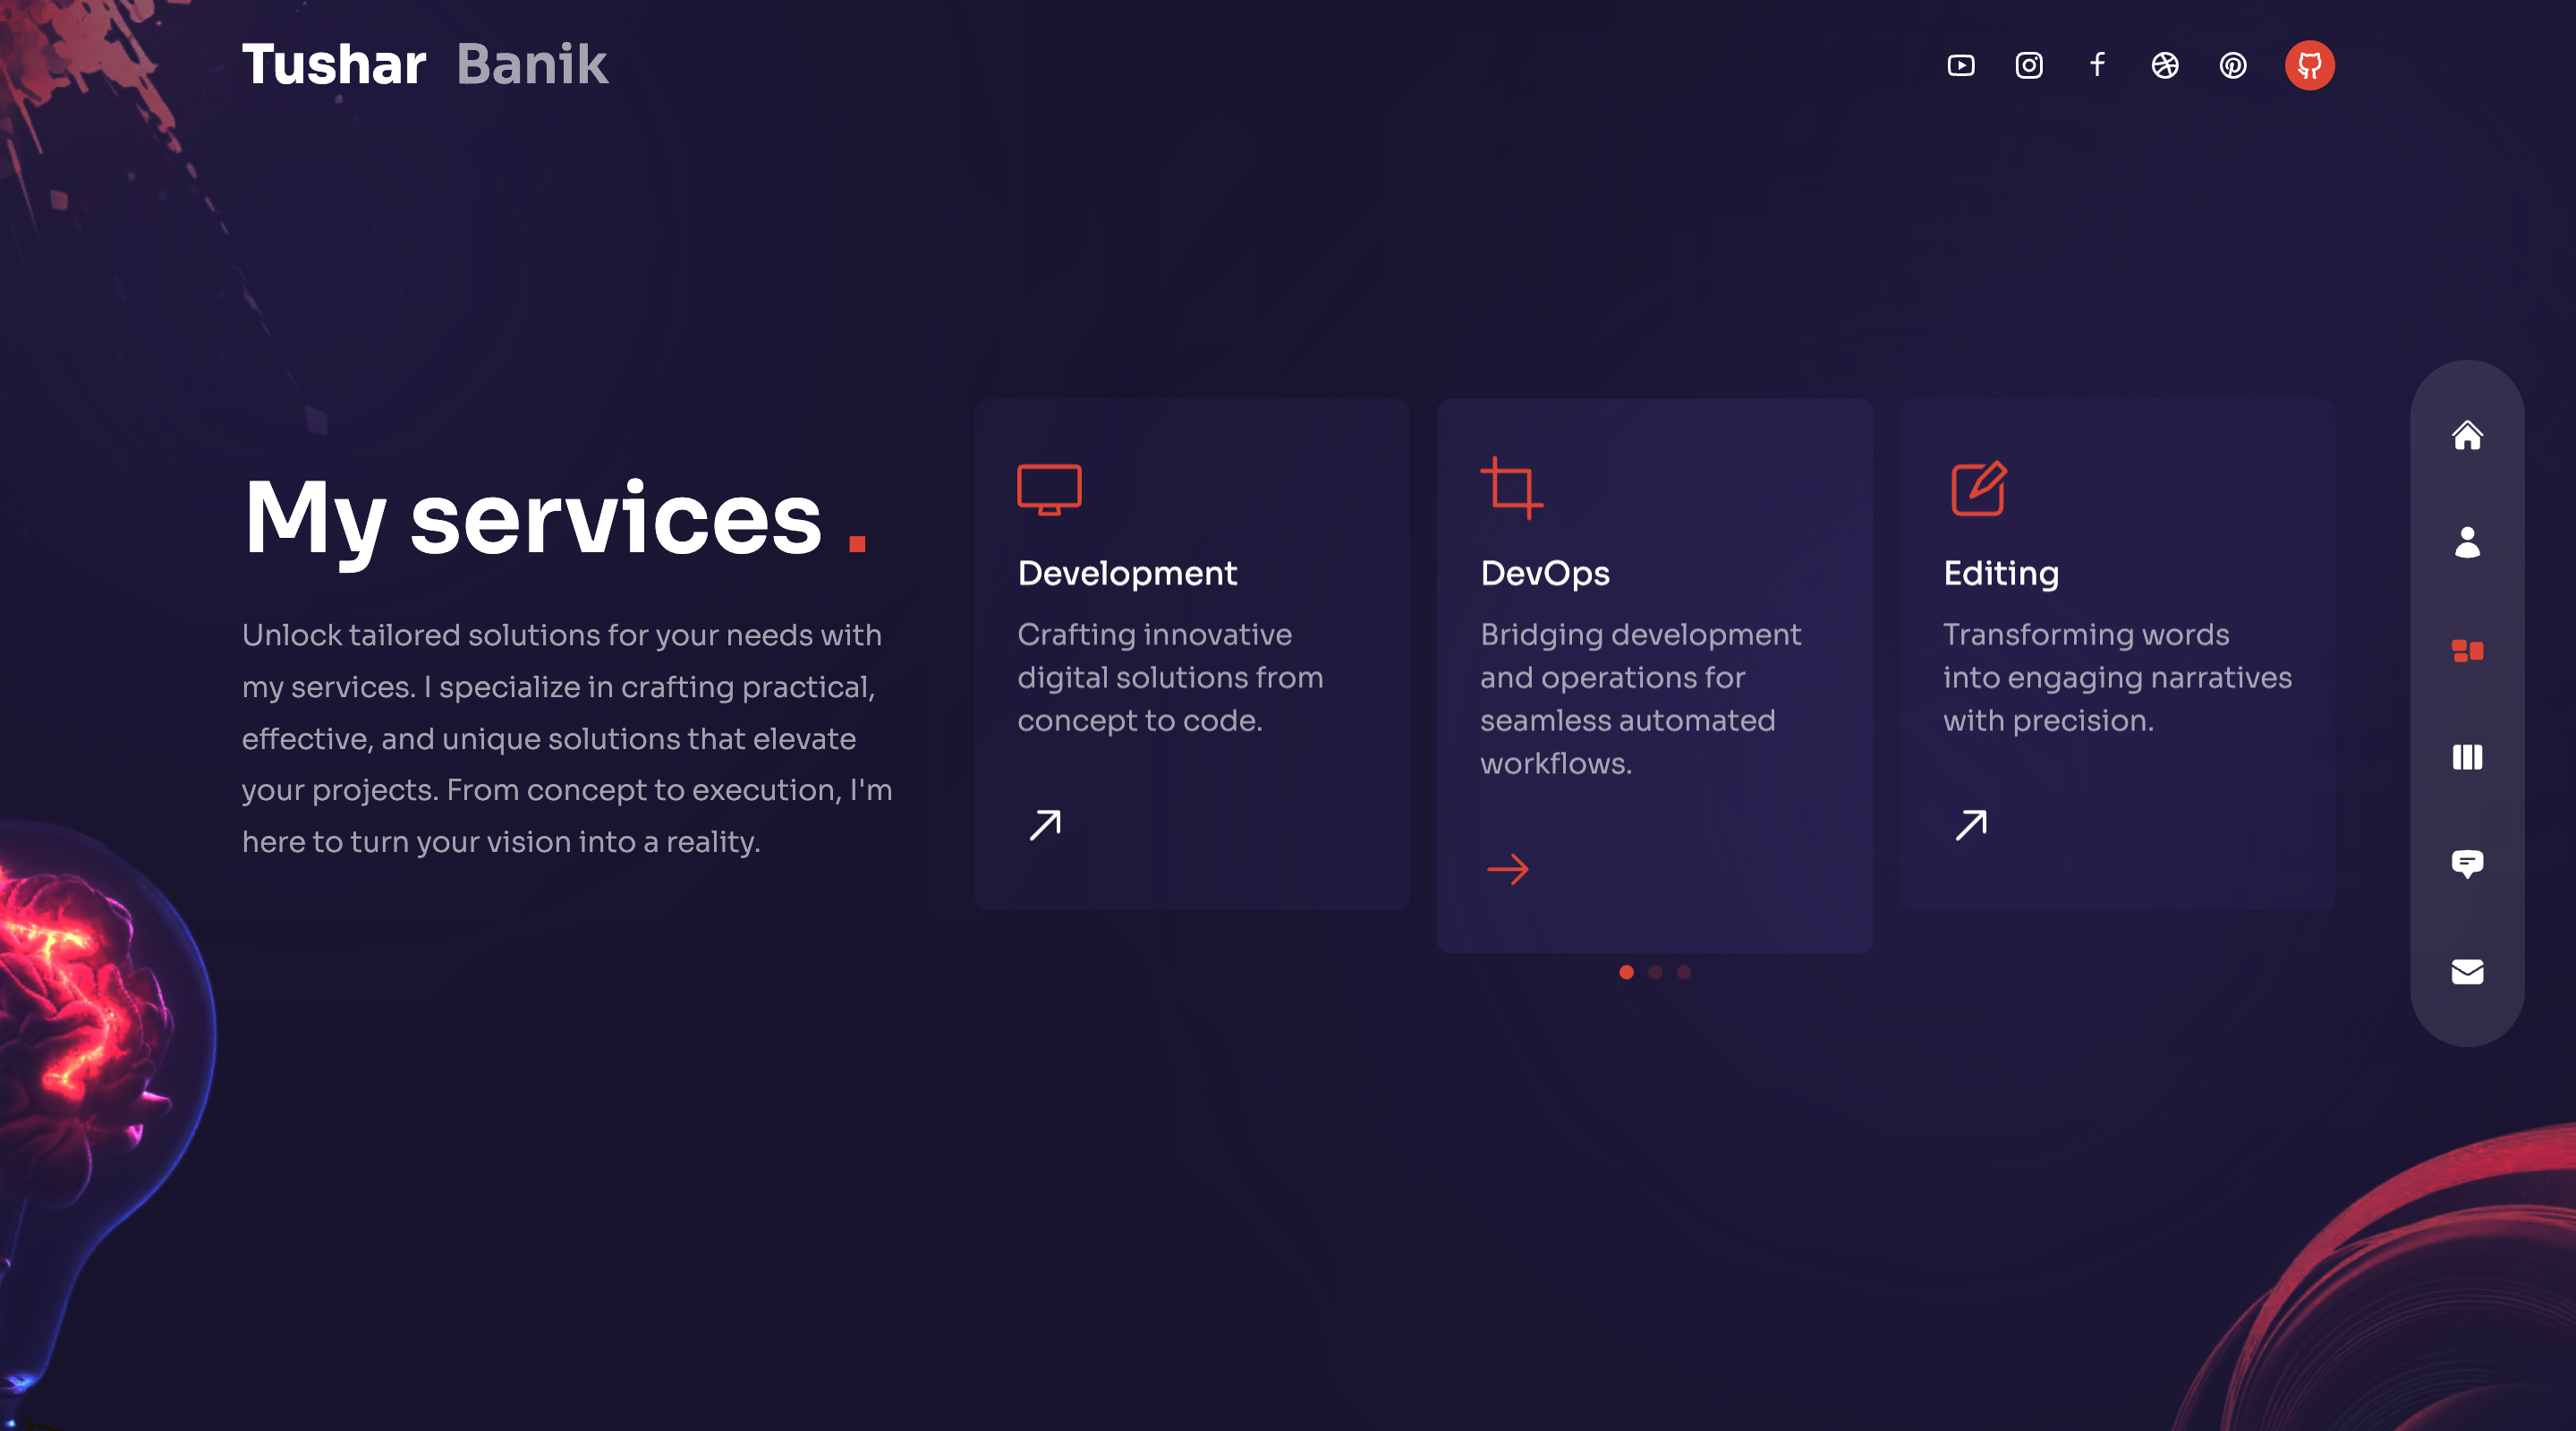 Tushar Banik
My services .
Unlock tailored solutions for your needs with
my services. I specialize in crafting practical,
effective, and unique solutions that elevate
your projects. From concept to execution, I'm
here to turn your vision into a reality.
Development
Crafting innovative
digital solutions from
concept to code.
DevOps
Bridging development
and operations for
seamless automated
workflows.
Editing
Transforming words
into engaging narratives
with precision.